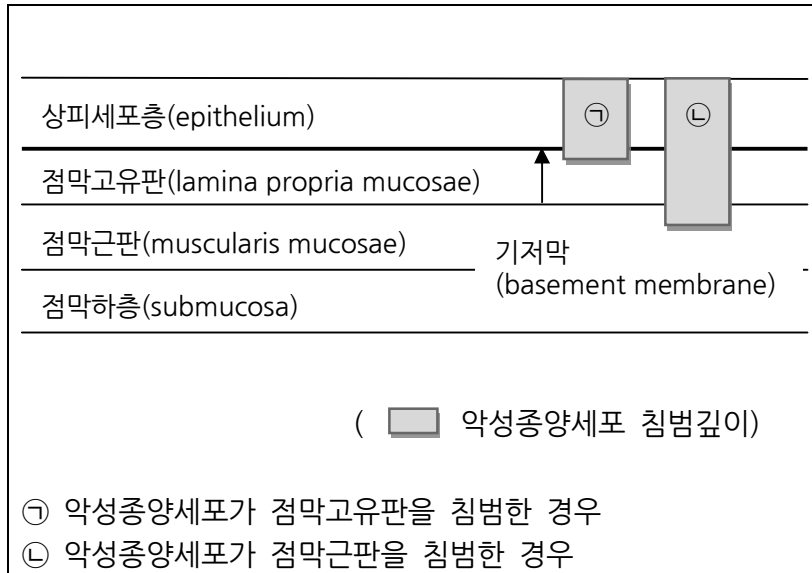 상피세포층(epithelium)
㉠
㉡
점막고유판(lamina propria mucosae)
점막근판(muscularis mucosae)
기저막
(basement membrane)
점막하층(submucosa)
( 악성종양세포 침범깊이)
㉠ 악성종양세포가 점막고유판을 침범한 경우
㉡ 악성종양세포가 점막근판을 침범한 경우